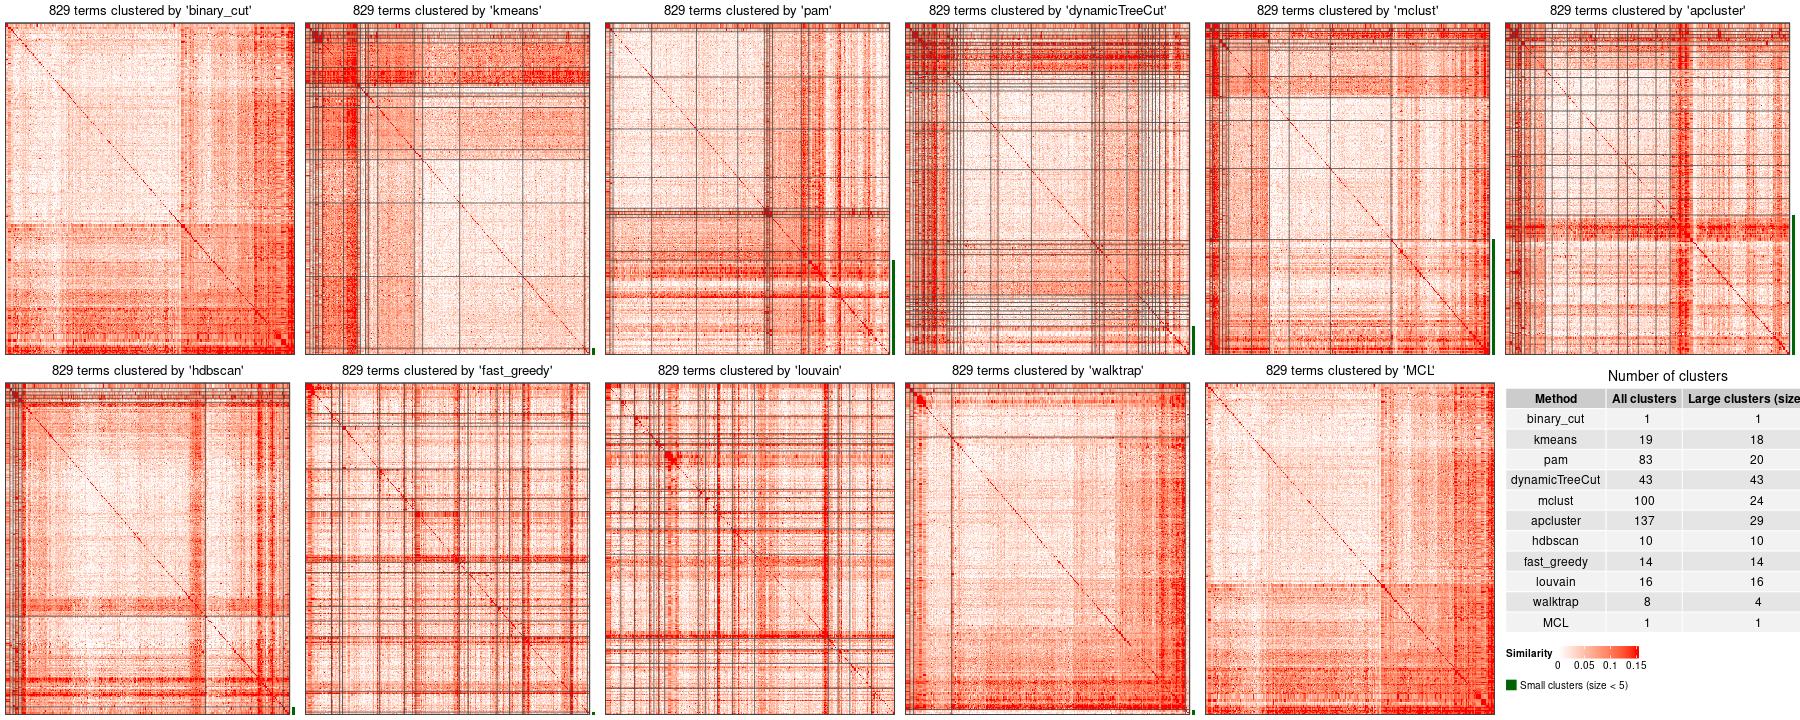 829 terms clustered by 'binary_cut'
829 terms clustered by 'kmeans'
829 terms clustered by 'pam'
829 terms clustered by 'dynamicTreeCut'
829 terms clustered by 'mclust'
829 terms clustered by 'apcluster'
829 terms clustered by 'hdbscan'
829 terms clustered by 'fast_greedy'
829 terms clustered by 'louvain'
829 terms clustered by 'walktrap'
829 terms clustered by 'MCL'
Number of clusters
Method All clusters Large clusters (size
binary_cut 1 1
kmeans 19 18
pam 83 20
dynamicTreeCut 43 43
mclust 100 24
apcluster 137 29
hdbscan 10 10
fast_greedy 14 14
louvain 16 16
walktrap 8 4
MCL 1 1
Similarity
0 0.05 0.1 0.15
Small clusters (size < 5)